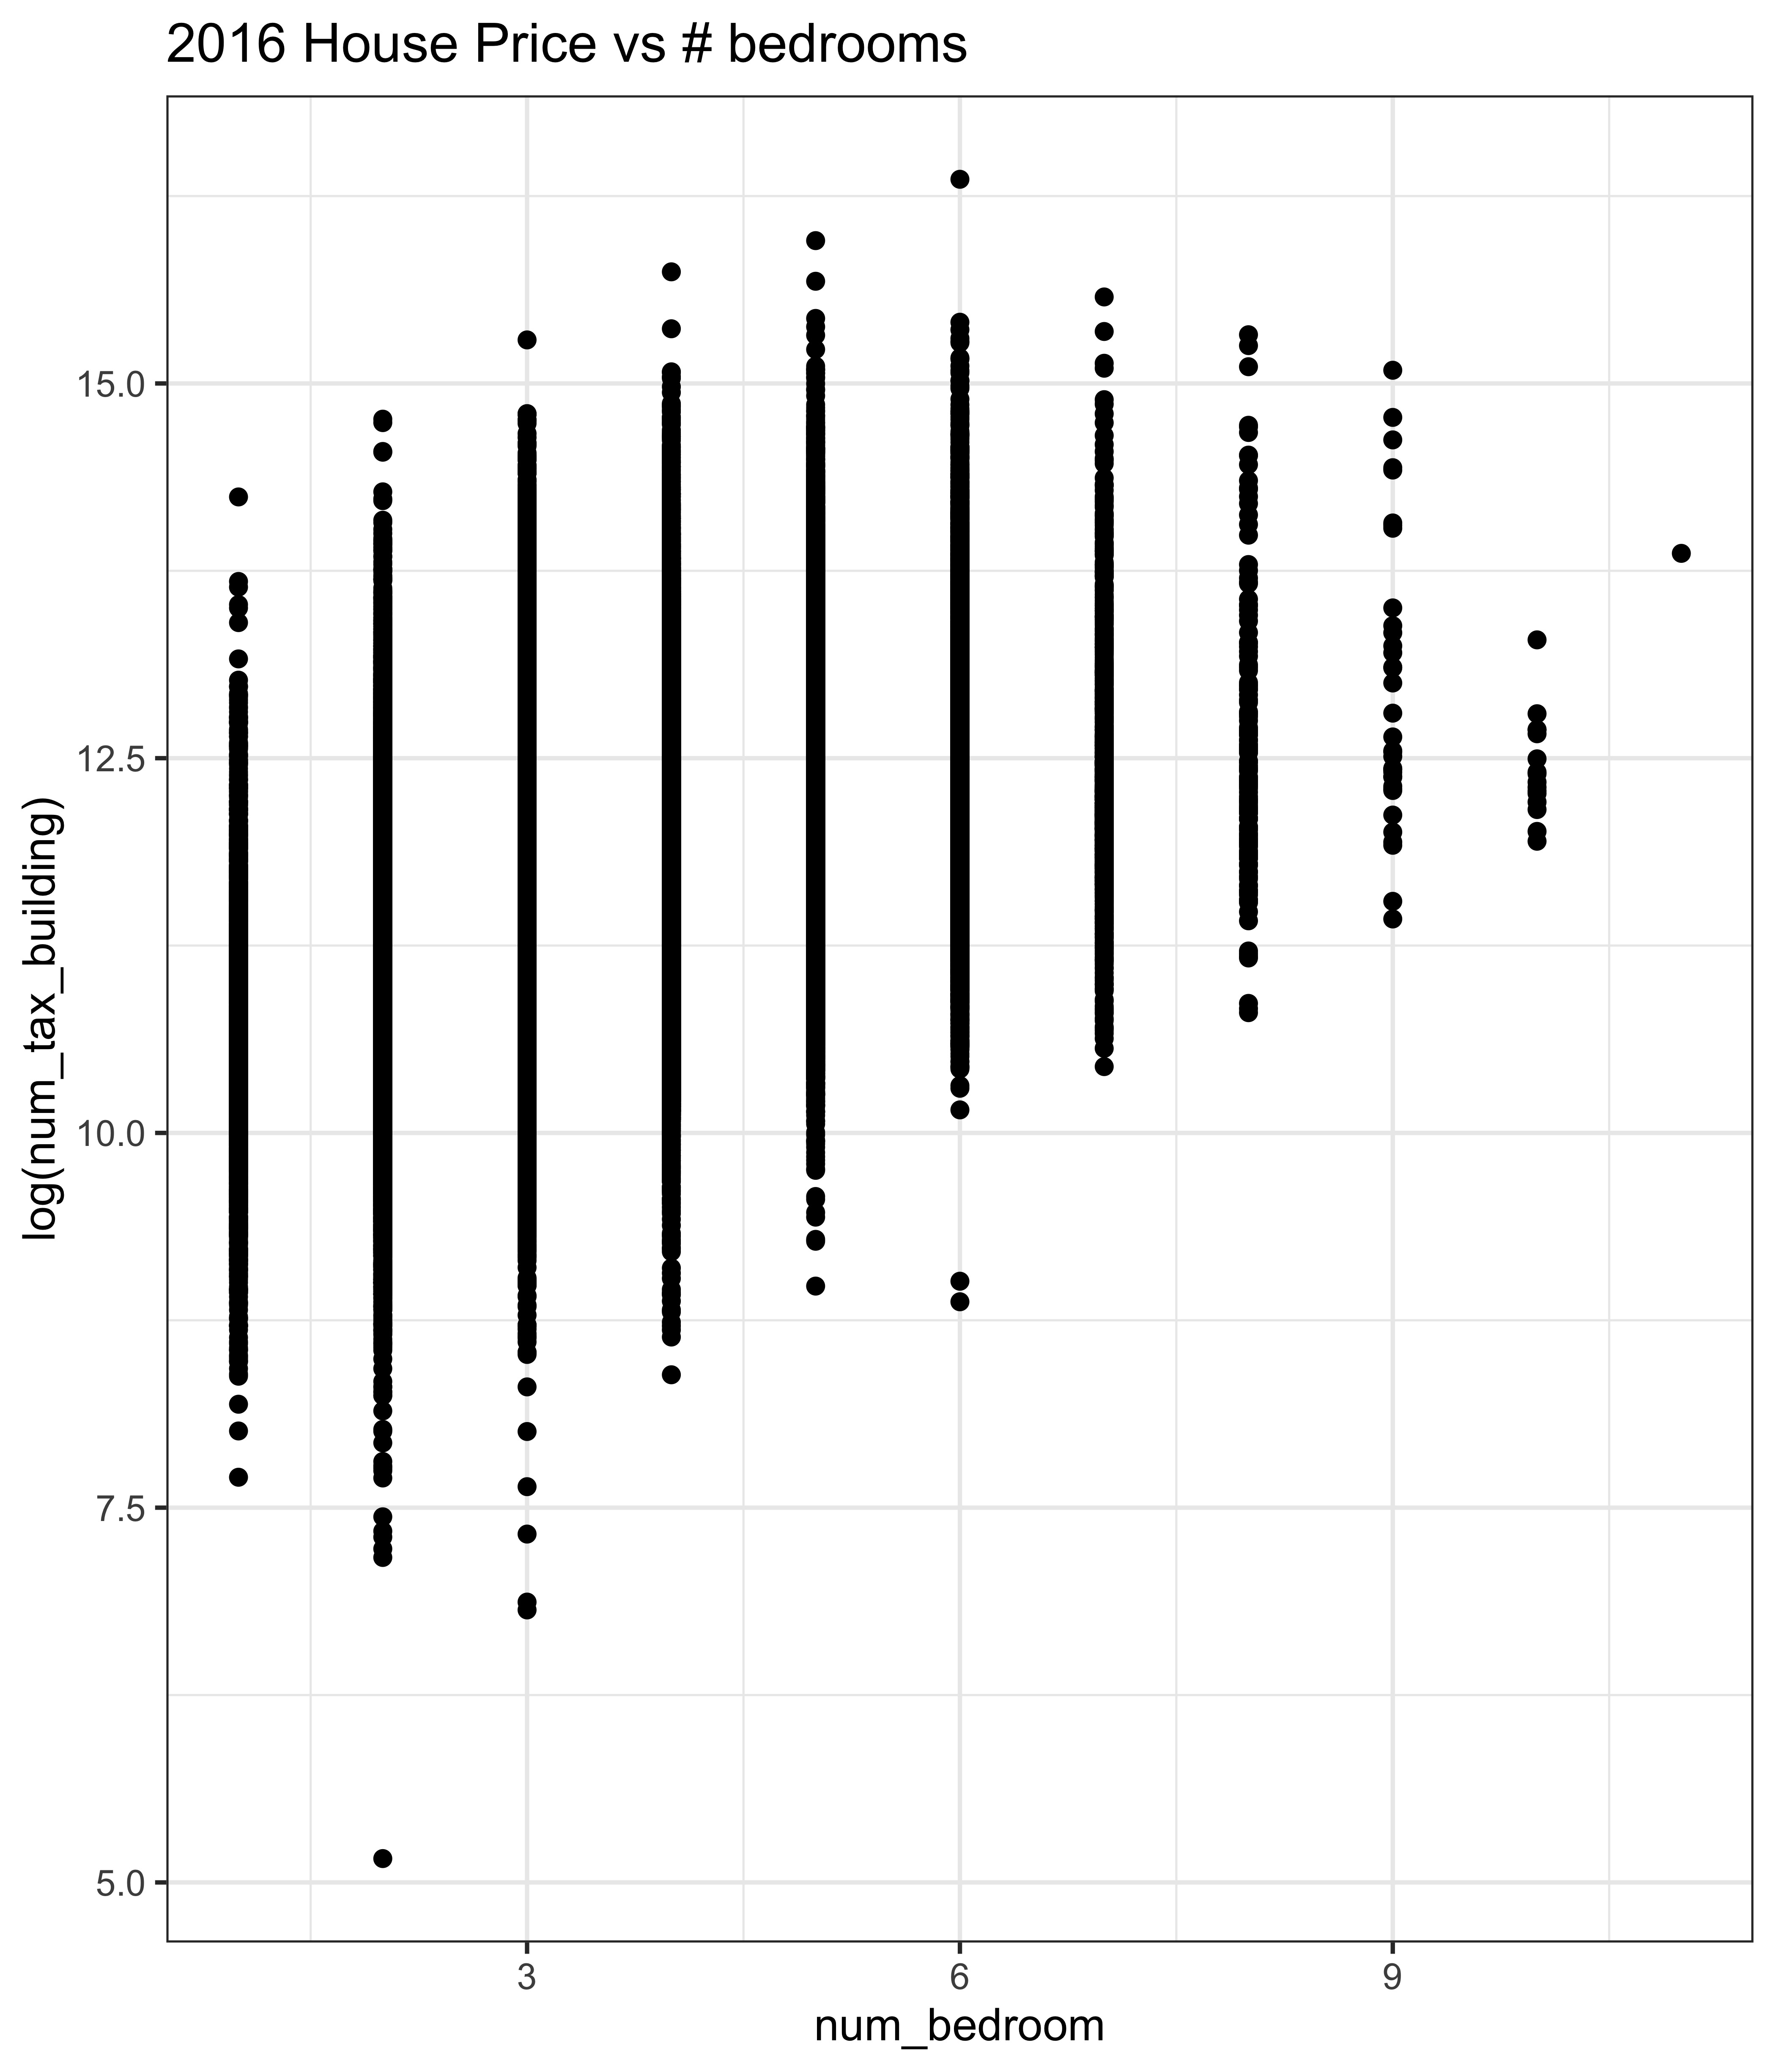 2016 House Price vs # bedrooms
log(num_tax_building)
15.0
12.5
10.0
7.5
5.0
3 6 9
num_bedroom